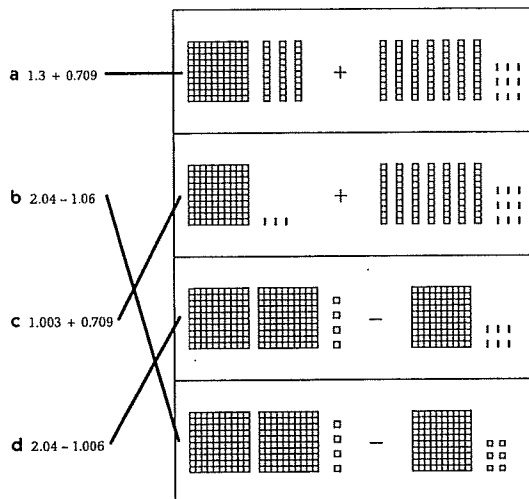 a 1.3 + 0.709
+
b 2.04 – 1.06
+
c 1.003 + 0.709
–
d 2.04 – 1.006
–